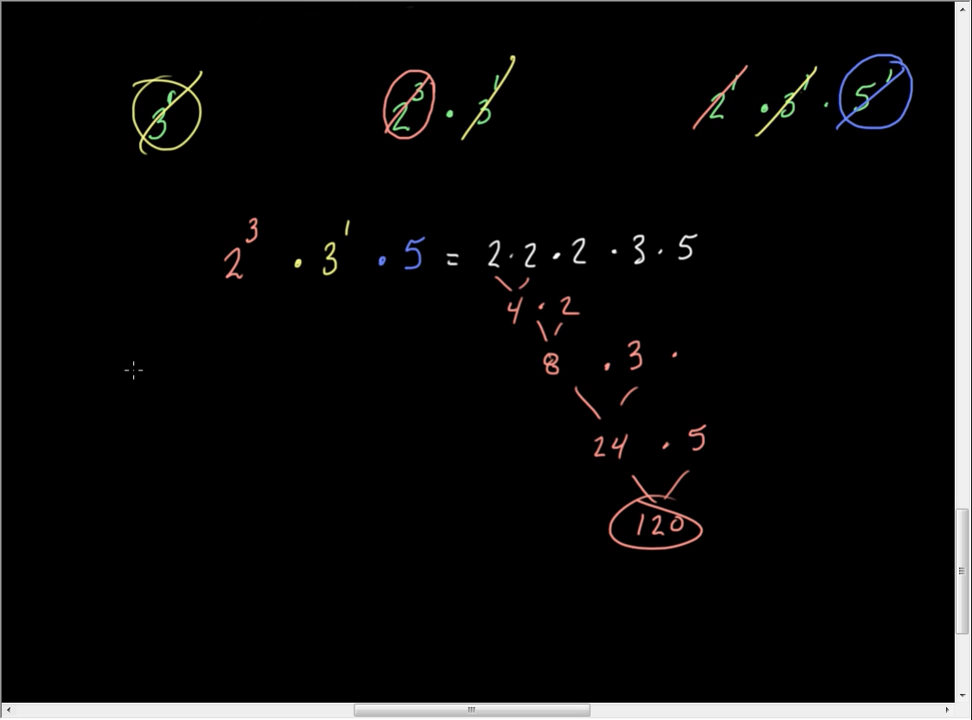 3¹ 2³ · 3¹ 2¹ · 3¹ · 5¹
2³ · 3¹ · 5 = 2 · 2 · 2 · 3 · 5
4 · 2
8 · 3 ·
24 · 5
120